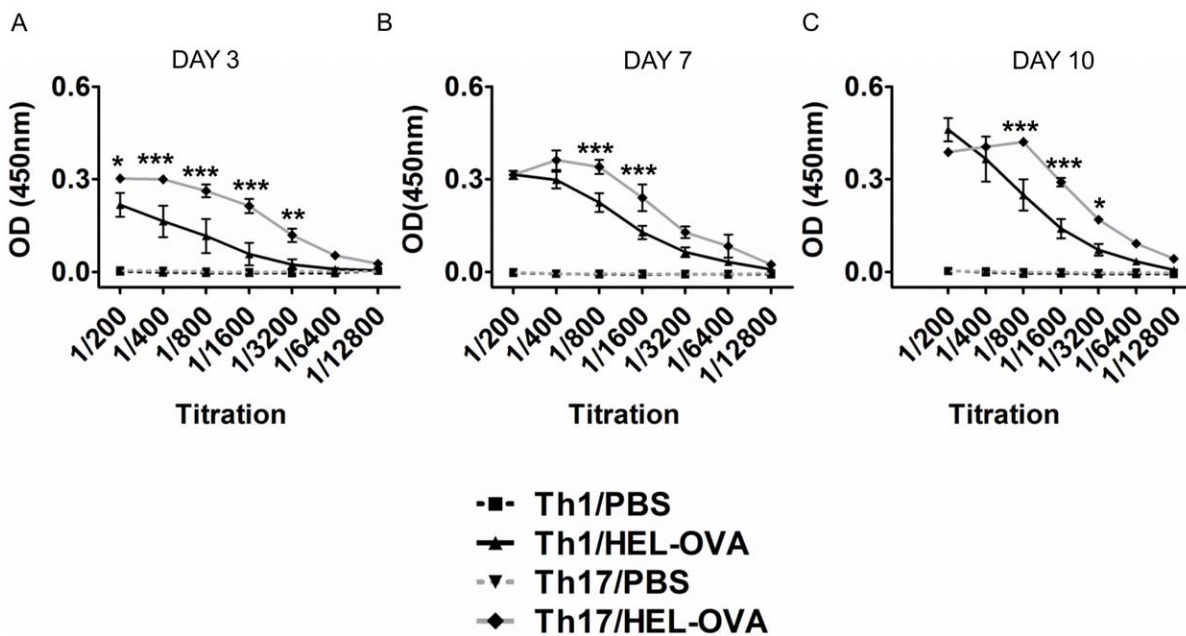 A
DAY 3
OD (450nm)
0.6
0.3
0.0
* *** *** *** **
1/200
1/400
1/800
1/1600
1/3200
1/6400
1/12800
Titration
B
DAY 7
OD(450nm)
0.6
0.3
0.0
*** ***
1/200
1/400
1/800
1/1600
1/3200
1/6400
1/12800
Titration
C
DAY 10
OD (450nm)
0.6
0.3
0.0
*** *** *
1/200
1/400
1/800
1/1600
1/3200
1/6400
1/12800
Titration
Th1/PBS
Th1/HEL-OVA
Th17/PBS
Th17/HEL-OVA